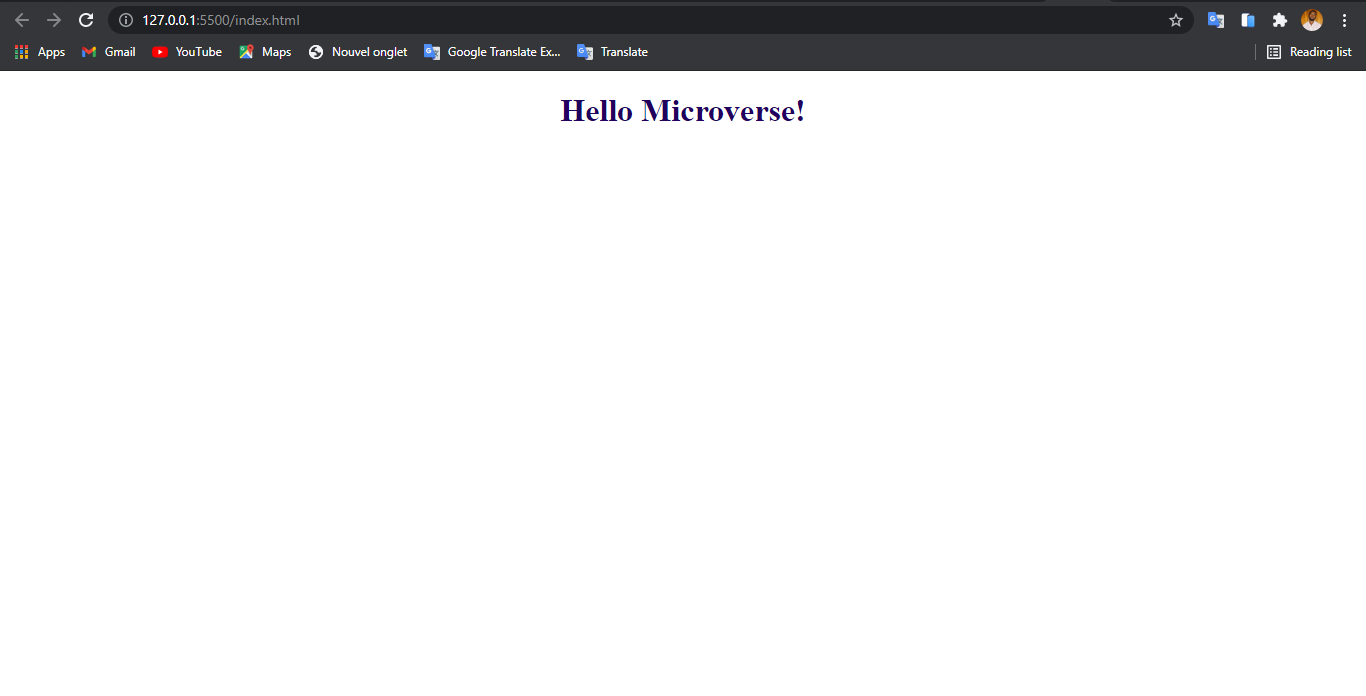 127.0.0.1:5500/index.html
Apps Gmail YouTube Maps Nouvel onglet Google Translate Ex... Translate Reading list
Hello Microverse!